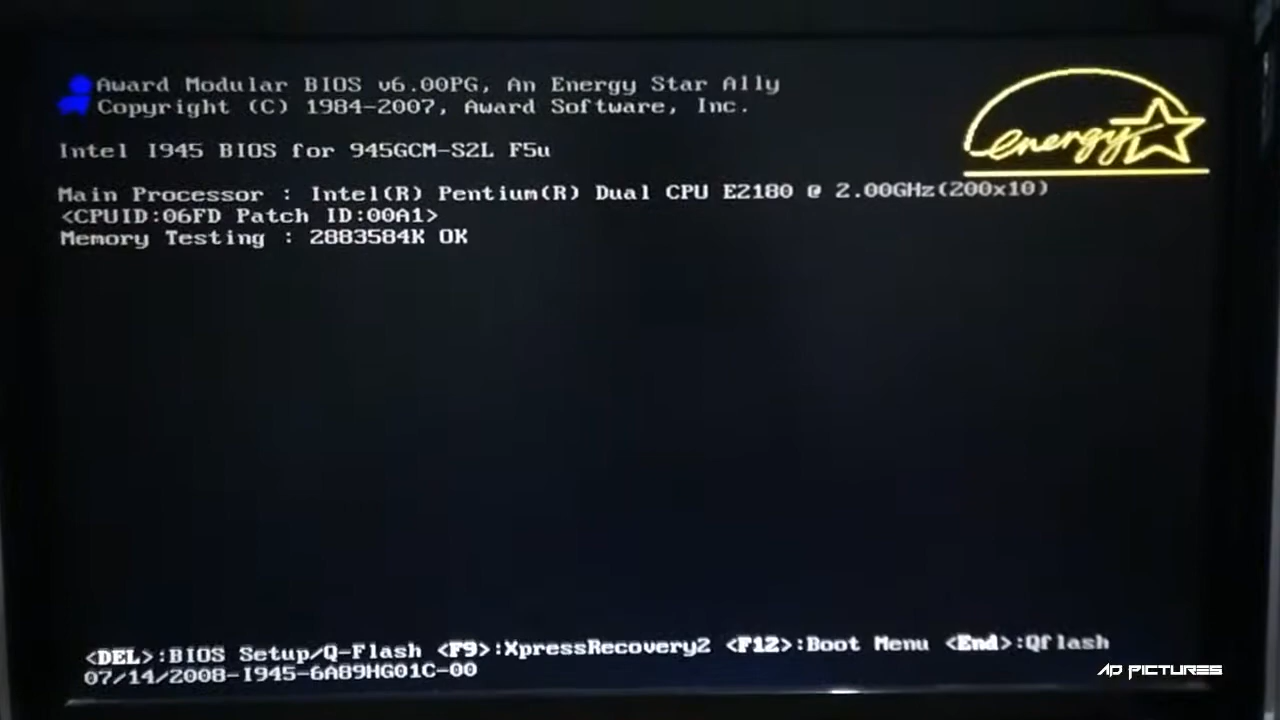 Award Modular BIOS v6.00PG, An Energy Star Ally
Copyright (C) 1984-2007, Award Software, Inc.
energy
Intel I945 BIOS for 945GCM-S2L F5u
Main Processor : Intel(R) Pentium(R) Dual CPU E2180 @ 2.00GHz(200x10)
<CPUID:06FD Patch ID:00A1>
Memory Testing : 2883584K OK
<DEL>:BIOS Setup/Q-Flash <F9>:XpressRecovery2 <F12>:Boot Menu <End>:Qflash
07/14/2008-I945-6A89HG01C-00
AD PICTURES